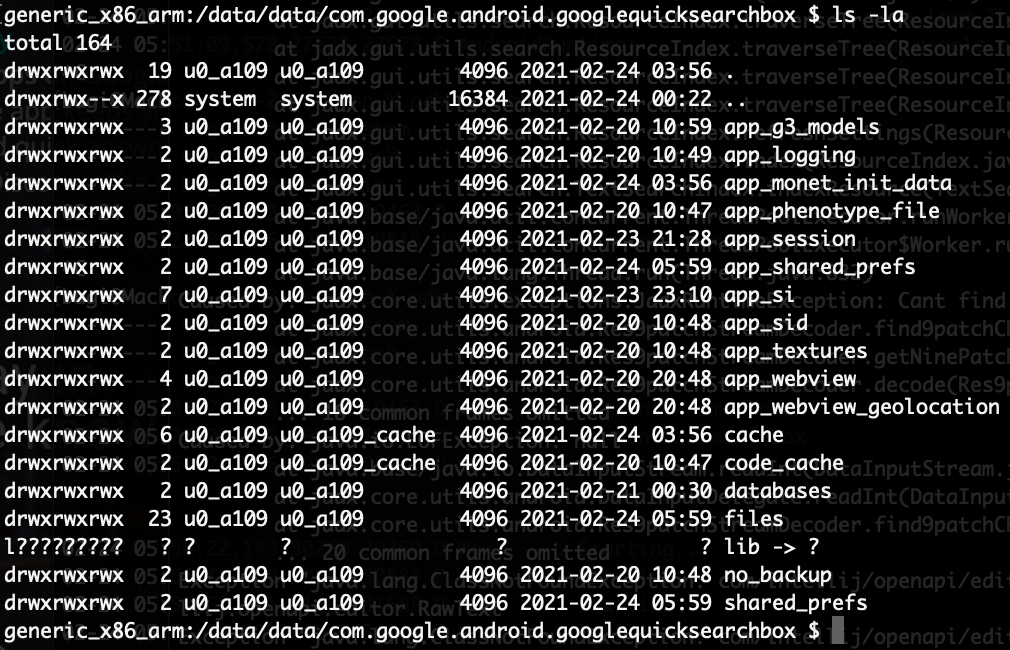 generic_x86_arm:/data/data/com.google.android.googlequicksearchbox $ ls -la
total 164
drwxrwxrwx  19 u0_a109 u0_a109        4096 2021-02-24 03:56 .
drwxrwx--x 278 system  system        16384 2021-02-24 00:22 ..
drwxrwxrwx   3 u0_a109 u0_a109        4096 2021-02-20 10:59 app_g3_models
drwxrwxrwx   2 u0_a109 u0_a109        4096 2021-02-20 10:49 app_logging
drwxrwxrwx   2 u0_a109 u0_a109        4096 2021-02-24 03:56 app_monet_init_data
drwxrwxrwx   2 u0_a109 u0_a109        4096 2021-02-20 10:47 app_phenotype_file
drwxrwxrwx   2 u0_a109 u0_a109        4096 2021-02-23 21:28 app_session
drwxrwxrwx   2 u0_a109 u0_a109        4096 2021-02-24 05:59 app_shared_prefs
drwxrwxrwx   7 u0_a109 u0_a109        4096 2021-02-23 23:10 app_si
drwxrwxrwx   2 u0_a109 u0_a109        4096 2021-02-20 10:48 app_sid
drwxrwxrwx   2 u0_a109 u0_a109        4096 2021-02-20 10:48 app_textures
drwxrwxrwx   4 u0_a109 u0_a109        4096 2021-02-20 20:48 app_webview
drwxrwxrwx   2 u0_a109 u0_a109        4096 2021-02-20 20:48 app_webview_geolocation
drwxrwxrwx   6 u0_a109 u0_a109_cache  4096 2021-02-24 03:56 cache
drwxrwxrwx   2 u0_a109 u0_a109_cache  4096 2021-02-20 10:47 code_cache
drwxrwxrwx   2 u0_a109 u0_a109        4096 2021-02-21 00:30 databases
drwxrwxrwx  23 u0_a109 u0_a109        4096 2021-02-24 05:59 files
l?????????   ? ?       ?                 ?                ? lib -> ?
drwxrwxrwx   2 u0_a109 u0_a109        4096 2021-02-20 10:48 no_backup
drwxrwxrwx   2 u0_a109 u0_a109        4096 2021-02-24 05:59 shared_prefs
generic_x86_arm:/data/data/com.google.android.googlequicksearchbox $